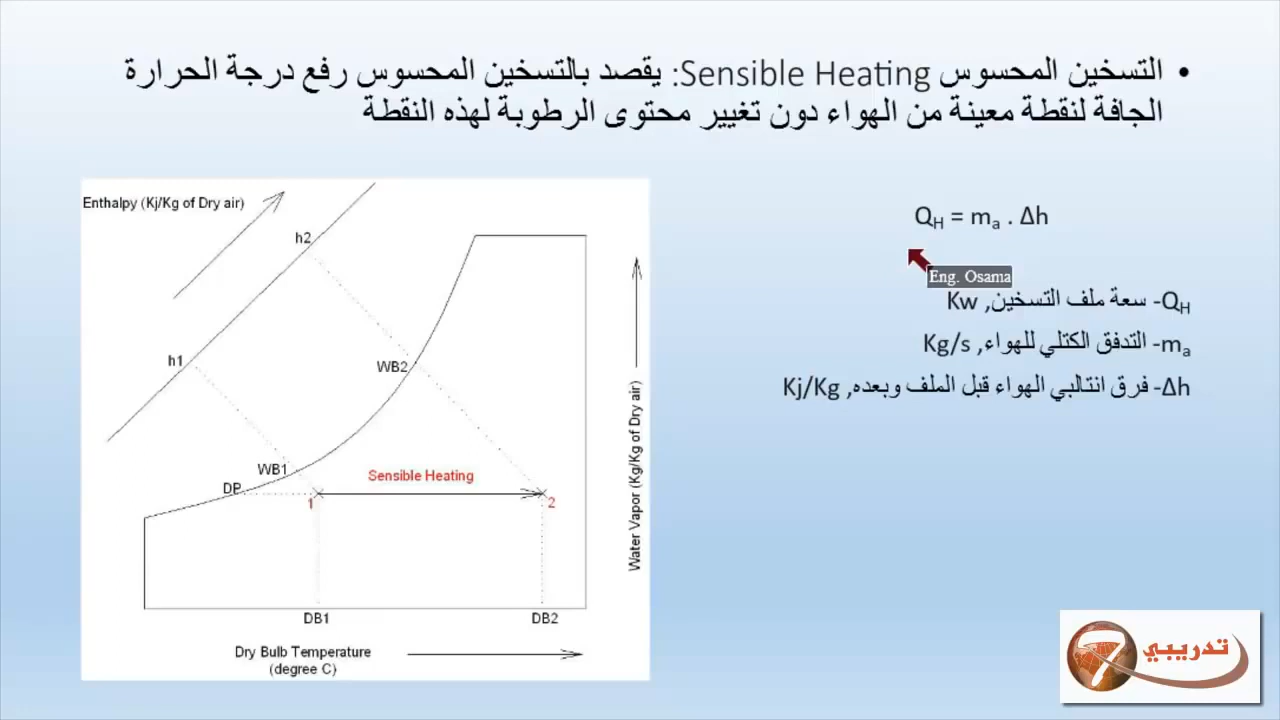 • التسخين المحسوس Sensible Heating: يقصد بالتسخين المحسوس رفع درجة الحرارة
الجافة لنقطة معينة من الهواء دون تغيير محتوى الرطوبة لهذه النقطة
Q_H = m_a . Δh
Eng. Osama
Q_H- سعة ملف التسخين, Kw
m_a- التدفق الكتلي للهواء, Kg/s
Δh- فرق انتالبي الهواء قبل الملف وبعده, Kj/Kg
Enthalpy (Kj/Kg of Dry air)
h2
h1
WB2
WB1
DP
Sensible Heating
1
2
DB1
DB2
Dry Bulb Temperature
(degree C)
Water Vapor (Kg/Kg of Dry air)
تدريبي
7